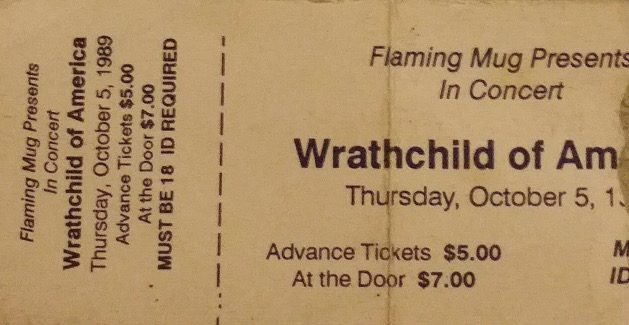 Flaming Mug Presents
In Concert
Wrathchild of America
Thursday, October 5, 1989
Advance Tickets $5.00
At the Door $7.00
MUST BE 18 ID REQUIRED
Flaming Mug Presents
In Concert
Wrathchild of Am
Thursday, October 5, 1
Advance Tickets $5.00 M
At the Door $7.00 ID